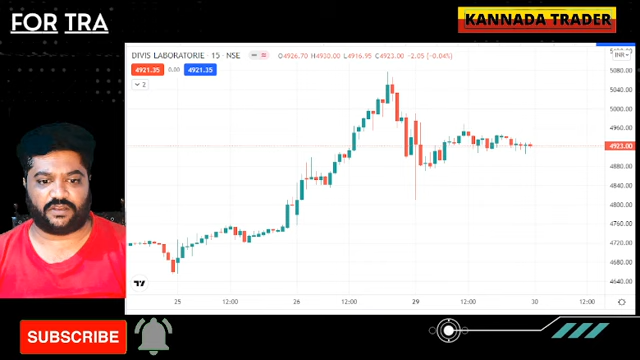 FOR TRA
KANNADA TRADER
DIVIS LABORATORIE · 15 · NSE
O4926.70 H4930.00 L4916.95 C4923.00 -2.05 (-0.04%)
INR
4921.35 0.00 4921.35
2
5080.00
5040.00
5000.00
4960.00
4923.00
4880.00
4840.00
4800.00
4760.00
4720.00
4680.00
4640.00
25 12:00 26 12:00 29 12:00 30 12:00
SUBSCRIBE